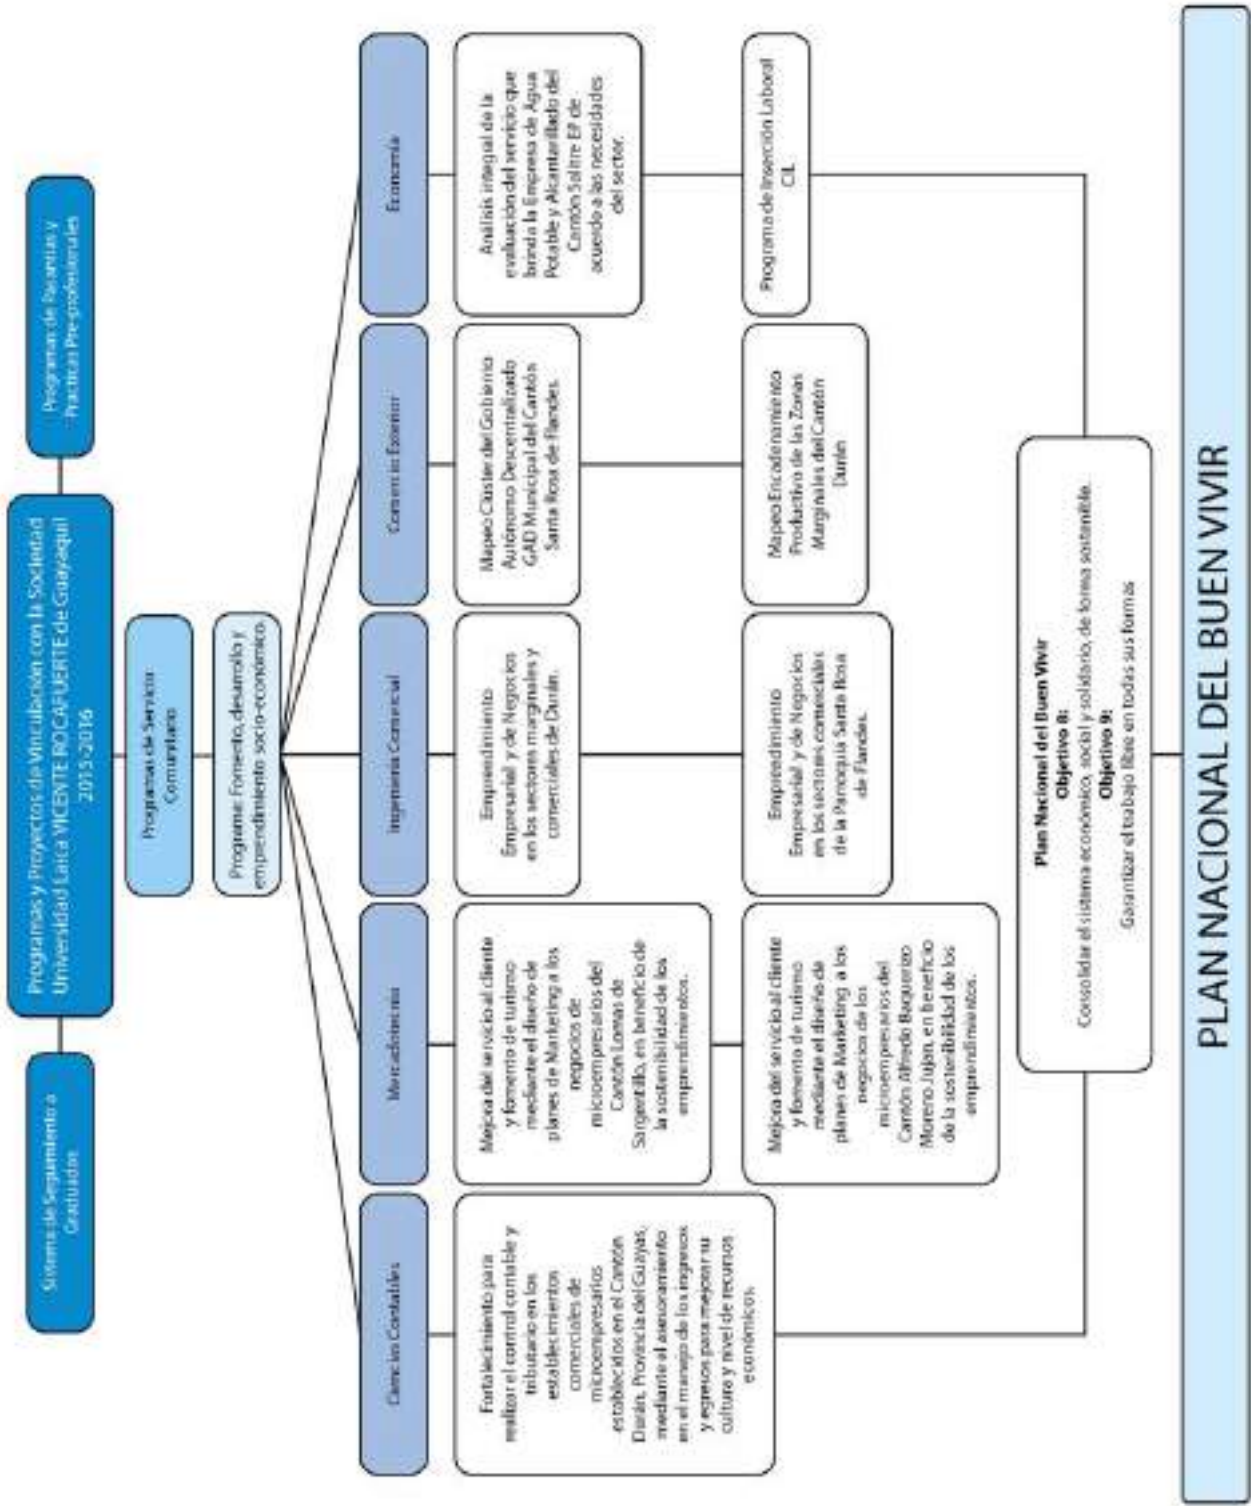 Programas y Proyectos de Vinculación con la Sociedad
Universidad Laica VICENTE ROCAFUERTE de Guayaquil
2015-2016
Sistema de Seguimiento a
Graduados
Programas de Pasantías y
Practicas Pre-profesionales
Programas de Servicio
Comunitario
Programa: Fomento, desarrollo y
emprendimiento socio-económico.
Ciencias Contables
Mercadotecnia
Ingeniería Comercial
Comercio Exterior
Economía
Fortalecimiento para
realizar el control contable y
tributario en los
establecimientos
comerciales de
microempresarios
establecidos en el Cantón
Durán, Provincia del Guayas,
mediante el asesoramiento
en el manejo de los ingresos
y egresos para mejorar su
cultura y nivel de recursos
económicos.
Mejora del servicio al cliente
y fomento de turismo
mediante el diseño de
planes de Marketing a los
negocios de
microempresarios del
Cantón Lomas de
Sargentillo, en beneficio de
la sostenibilidad de los
emprendimientos.
Emprendimiento
Empresarial y de Negocios
en los sectores marginales y
comerciales de Durán.
Mapeo Cluster del Gobierno
Autónomo Descentralizado
GAD Municipal del Cantón
Santa Rosa de Flandes.
Análisis integral de la
evaluación del servicio que
brinda la Empresa de Agua
Potable y Alcantarillado del
Cantón Salitre EP de
acuerdo a las necesidades
del sector.
Mejora del servicio al cliente
y fomento de turismo
mediante el diseño de
planes de Marketing a los
negocios de los
microempresarios del
Cantón Alfredo Baquerizo
Moreno Jujan, en beneficio
de la sostenibilidad de los
emprendimientos.
Emprendimiento
Empresarial y de Negocios
en los sectores comerciales
de la Parroquia Santa Rosa
de Flandes.
Mapeo Encadenamiento
Productivo de las Zonas
Marginales del Cantón
Durán
Programa de Inserción Laboral
CIL
Plan Nacional del Buen Vivir
Objetivo 8:
Consolidar el sistema económico, social y solidario, de forma sostenible.
Objetivo 9:
Garantizar el trabajo libre en todas sus formas
PLAN NACIONAL DEL BUEN VIVIR